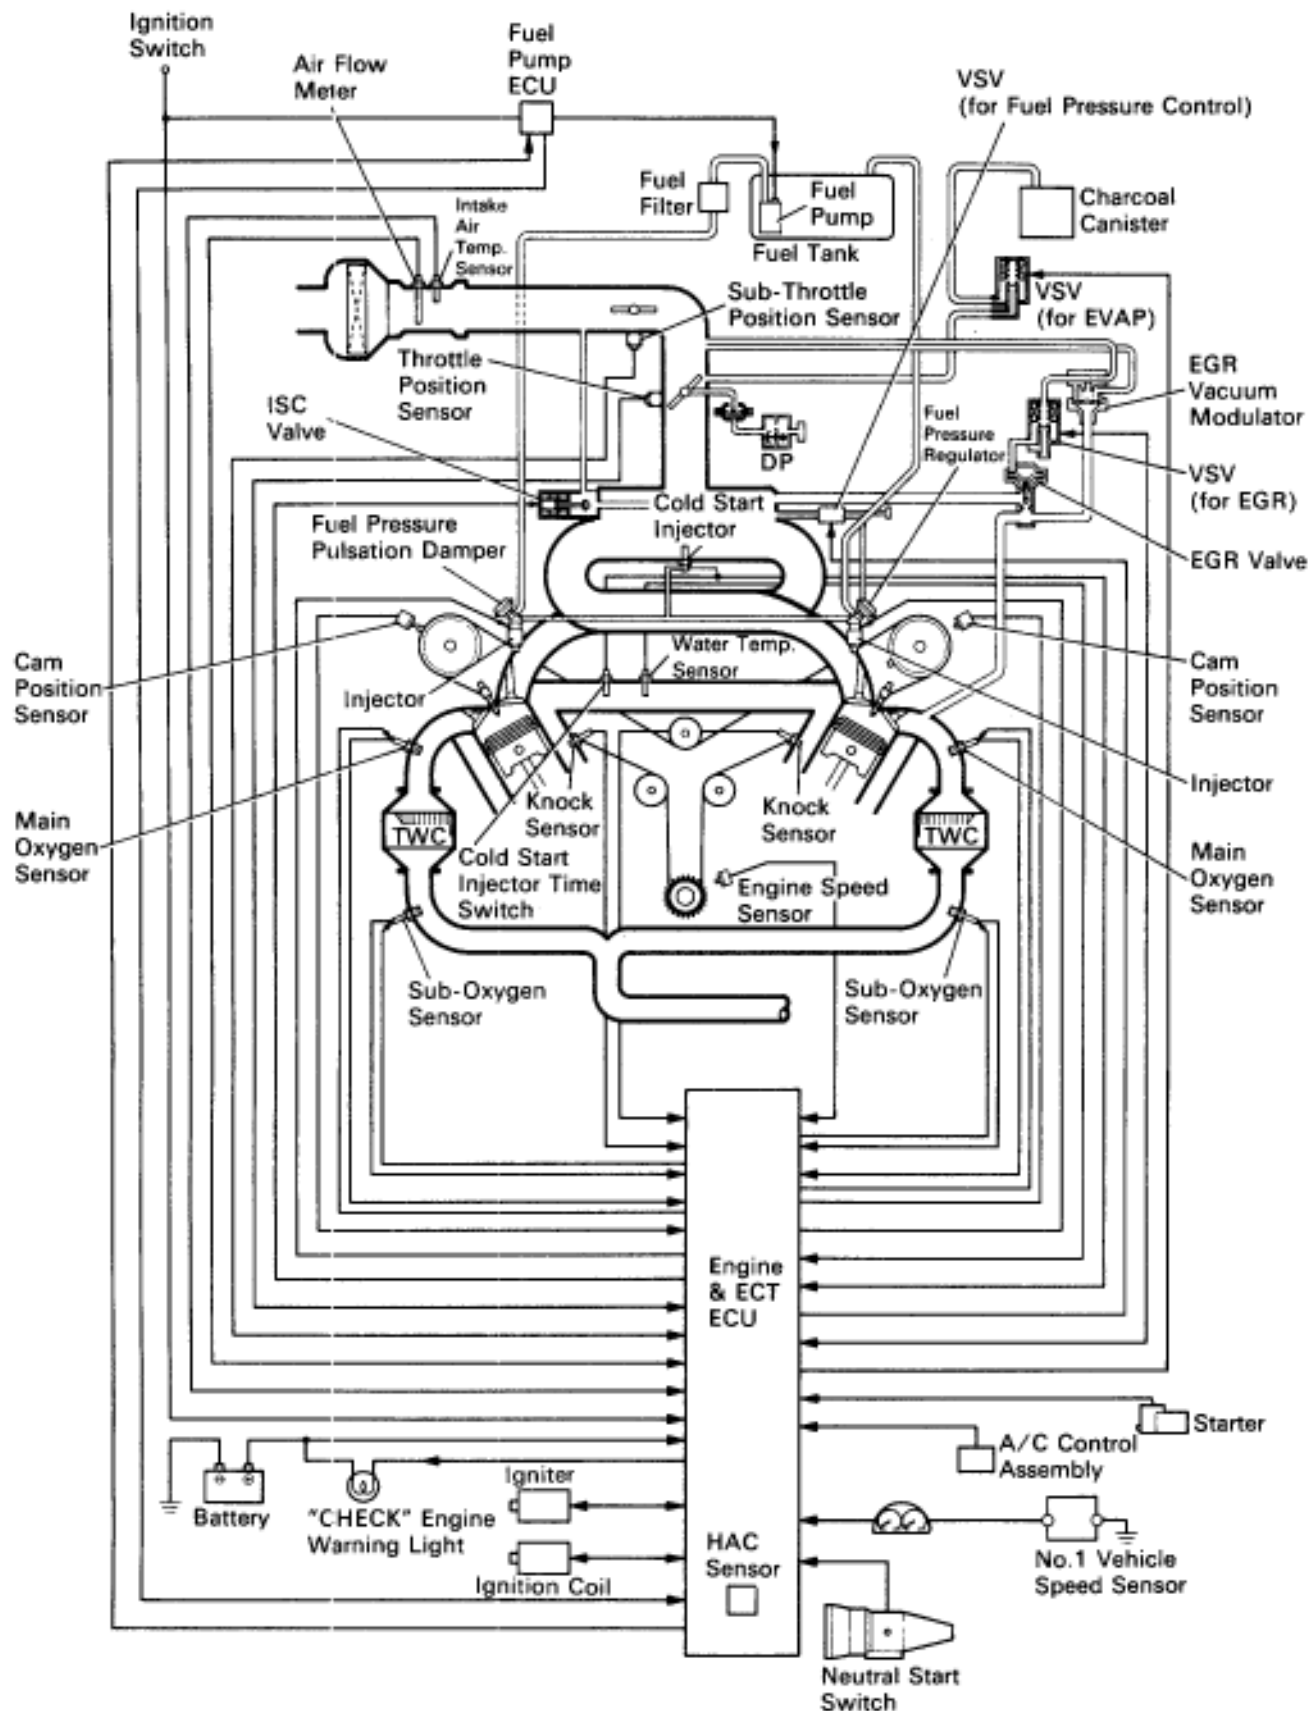 Ignition
Switch
Fuel
Pump
ECU
Air Flow
Meter
VSV
(for Fuel Pressure Control)
Fuel
Filter
Fuel
Pump
Fuel Tank
Charcoal
Canister
Intake
Air
Temp.
Sensor
VSV
(for EVAP)
Sub-Throttle
Position Sensor
Throttle
Position
Sensor
EGR
Vacuum
Modulator
ISC
Valve
Fuel
Pressure
Regulator
DP
VSV
(for EGR)
Cold Start
Injector
Fuel Pressure
Pulsation Damper
EGR Valve
Cam
Position
Sensor
Injector
Water Temp.
Sensor
Cam
Position
Sensor
Injector
Knock
Sensor
Knock
Sensor
Main
Oxygen
Sensor
TWC
TWC
Main
Oxygen
Sensor
Cold Start
Injector Time
Switch
Engine Speed
Sensor
Sub-Oxygen
Sensor
Sub-Oxygen
Sensor
Engine
& ECT
ECU
Starter
A/C Control
Assembly
Battery
"CHECK" Engine
Warning Light
Igniter
Ignition Coil
HAC
Sensor
No.1 Vehicle
Speed Sensor
Neutral Start
Switch